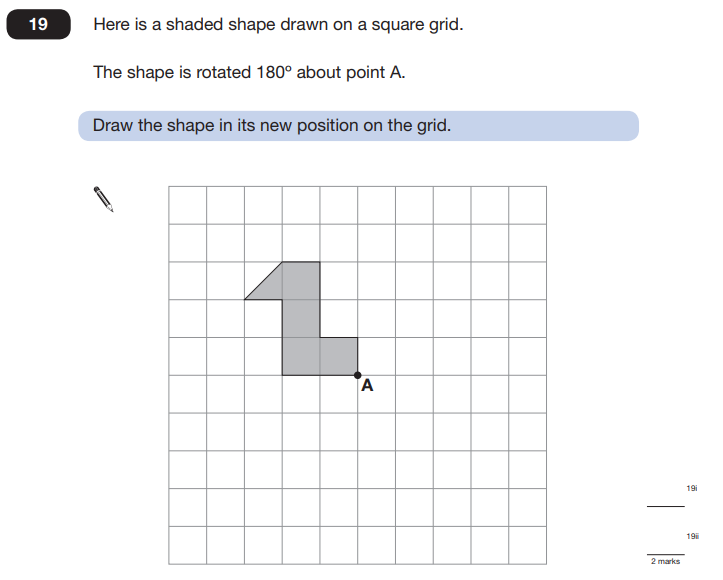 19
Here is a shaded shape drawn on a square grid.
The shape is rotated 180º about point A.
Draw the shape in its new position on the grid.
A
19i
19ii
2 marks